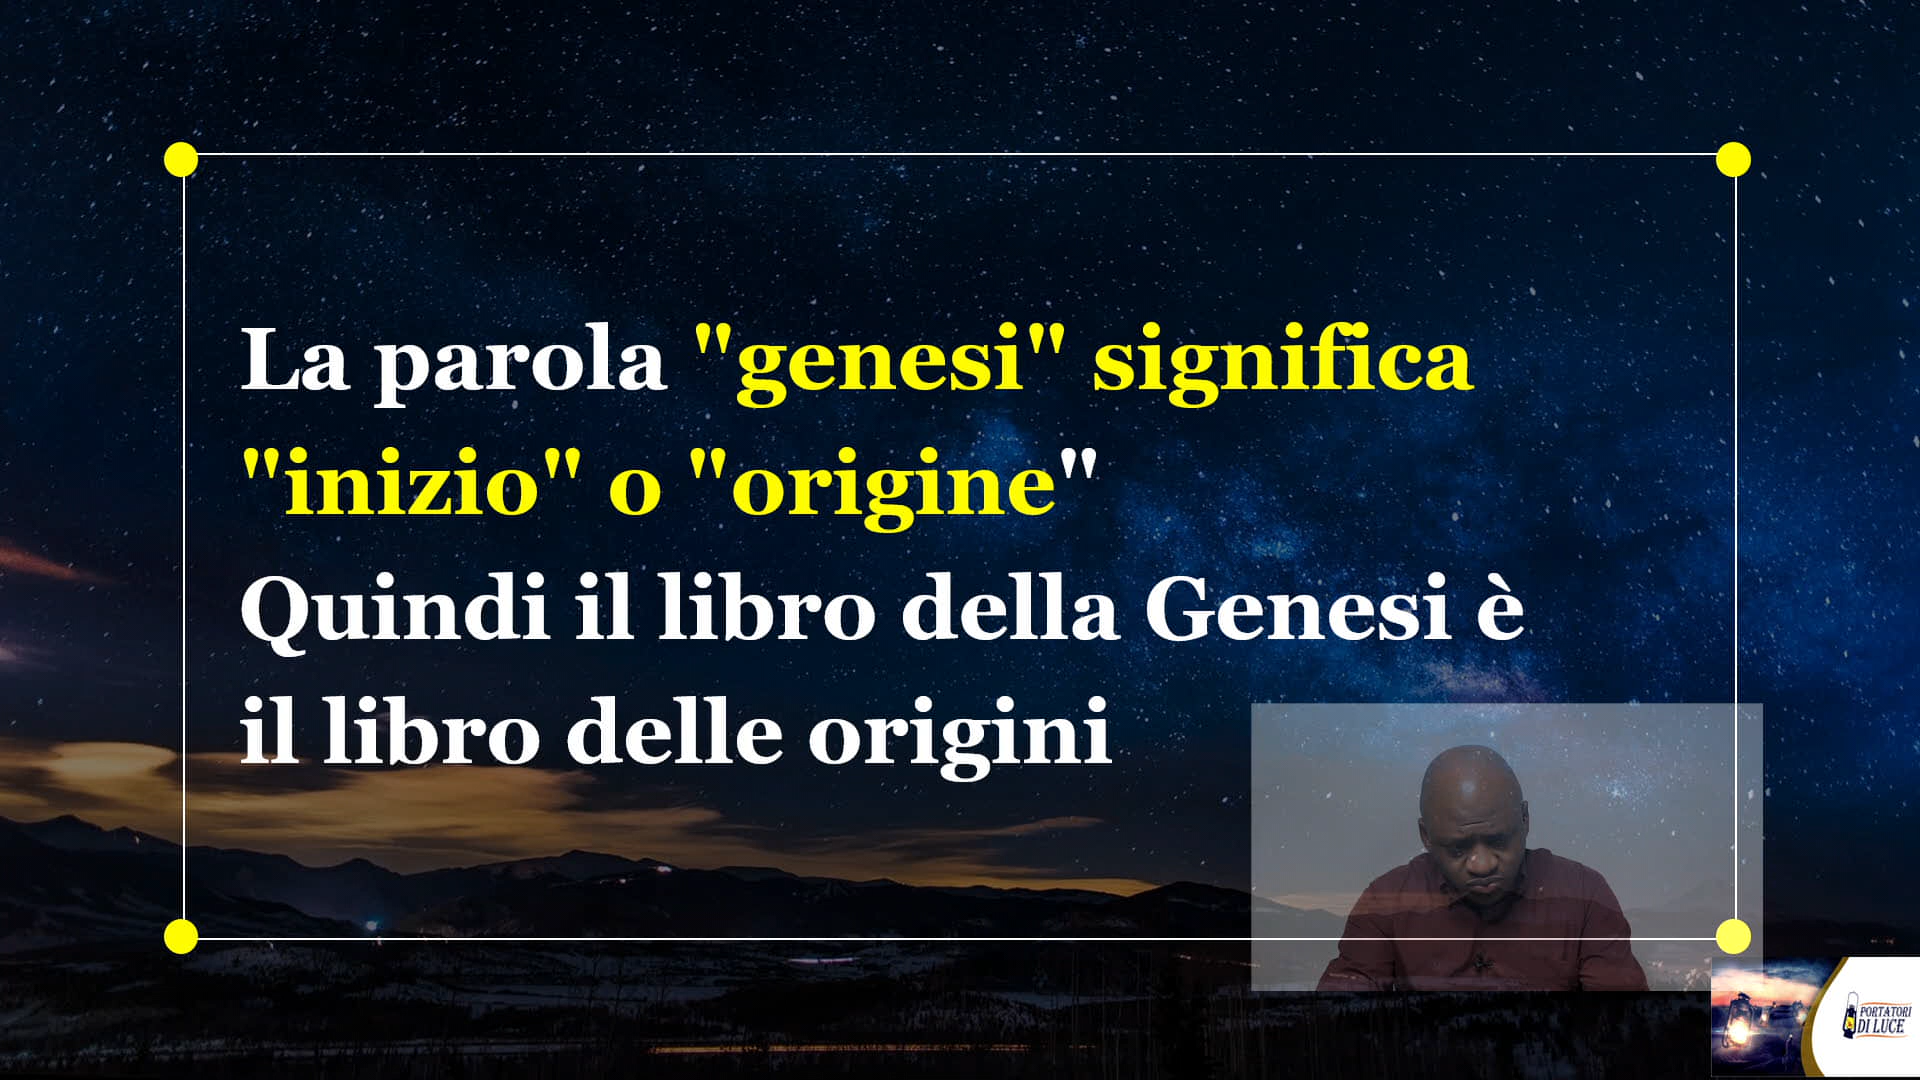 La parola "genesi" significa
"inizio" o "origine"
Quindi il libro della Genesi è
il libro delle origini
PORTATORI
DI LUCE